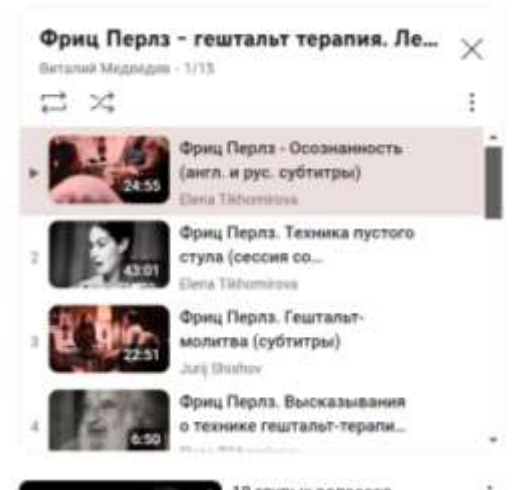 Фриц Перлз - гештальт терапия. Ле...
Виталий Медведив - 1/15
Фриц Перлз - Осознанность
(англ. и рус. субтитры)
24:55
Elena Tikhomirova
2
Фриц Перлз. Техника пустого
стула (сессия со...
43:01
Elena Tikhomirova
3
Фриц Перлз. Гештальт-
молитва (субтитры)
22:51
Jurij Shishov
4
Фриц Перлз. Высказывания
о технике гештальт-терапи...
6:50